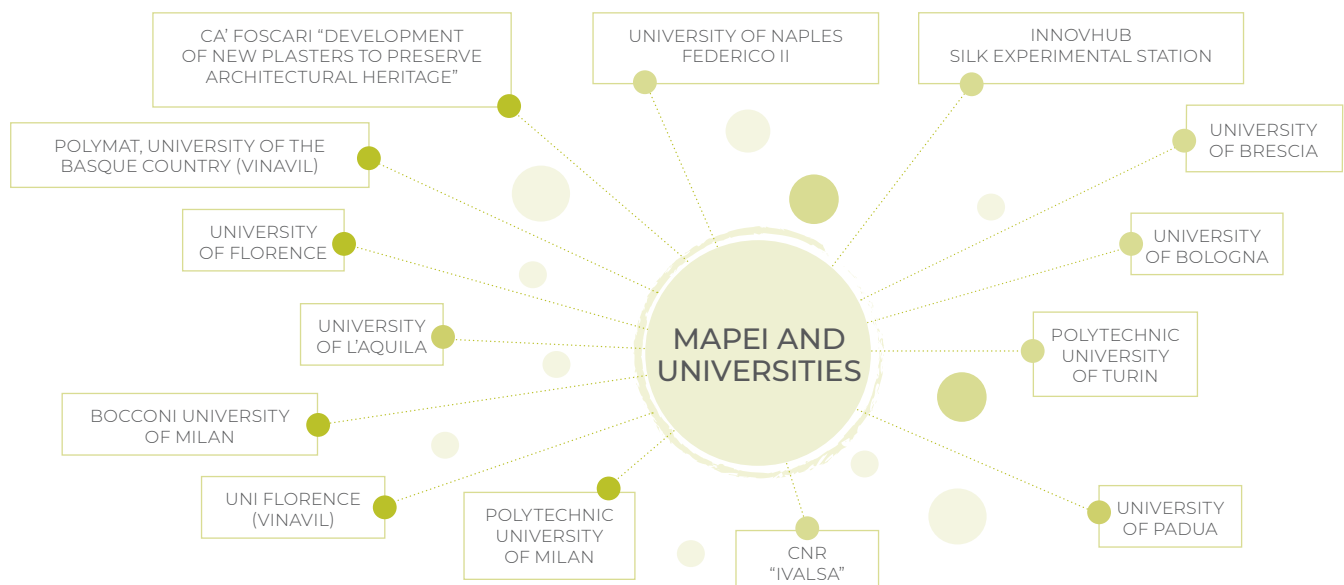 CA’ FOSCARI “DEVELOPMENT
OF NEW PLASTERS TO PRESERVE
ARCHITECTURAL HERITAGE”
UNIVERSITY OF NAPLES
FEDERICO II
INNOVHUB
SILK EXPERIMENTAL STATION
POLYMAT, UNIVERSITY OF THE
BASQUE COUNTRY (VINAVIL)
UNIVERSITY
OF BRESCIA
UNIVERSITY
OF FLORENCE
UNIVERSITY
OF BOLOGNA
UNIVERSITY
OF L’AQUILA
MAPEI AND
UNIVERSITIES
POLYTECHNIC
UNIVERSITY
OF TURIN
BOCCONI UNIVERSITY
OF MILAN
UNI FLORENCE
(VINAVIL)
POLYTECHNIC
UNIVERSITY
OF MILAN
CNR
“IVALSA”
UNIVERSITY
OF PADUA